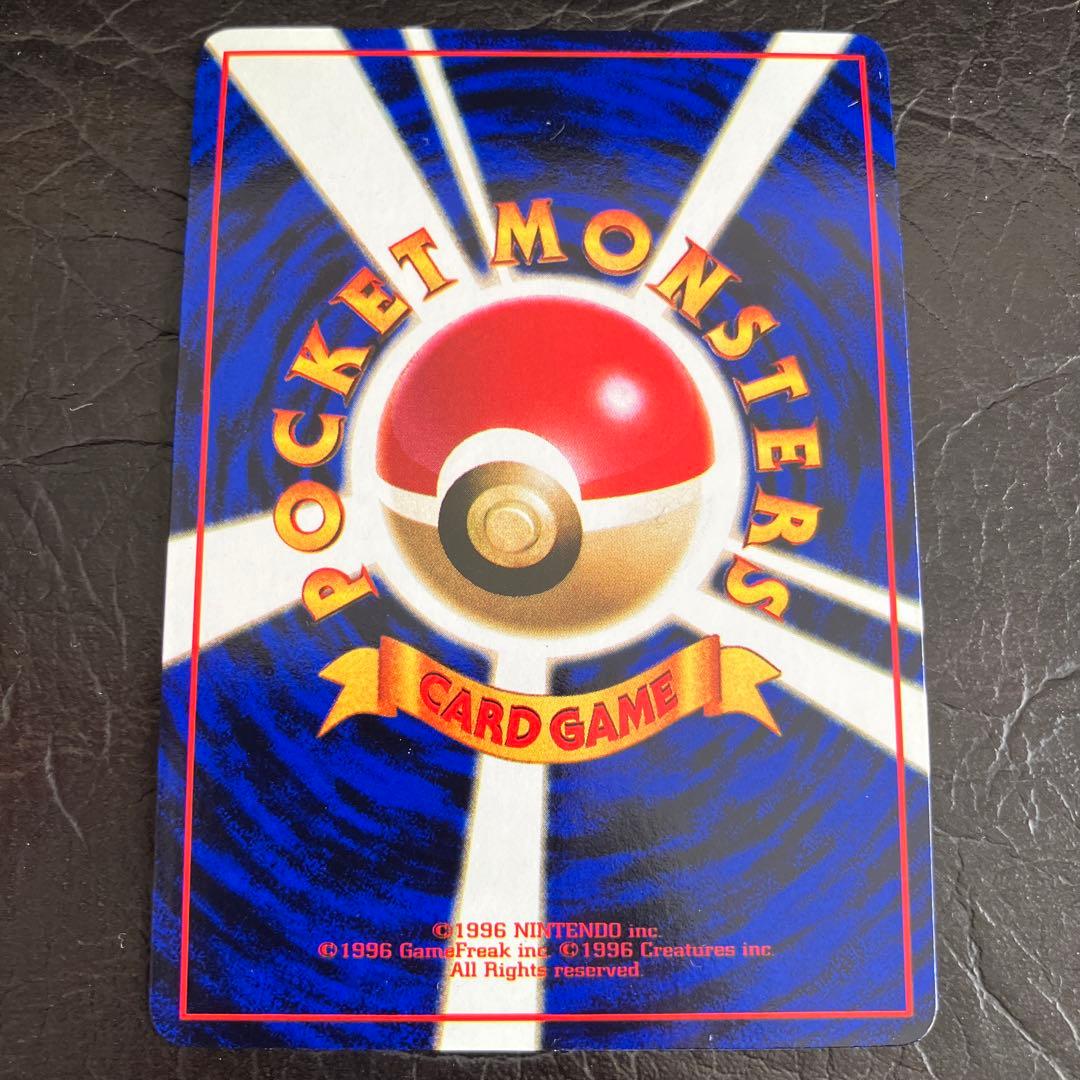 POCKET MONSTERS
CARD GAME
©1996 NINTENDO inc.
©1996 GameFreak inc. ©1996 Creatures inc.
All Rights reserved.